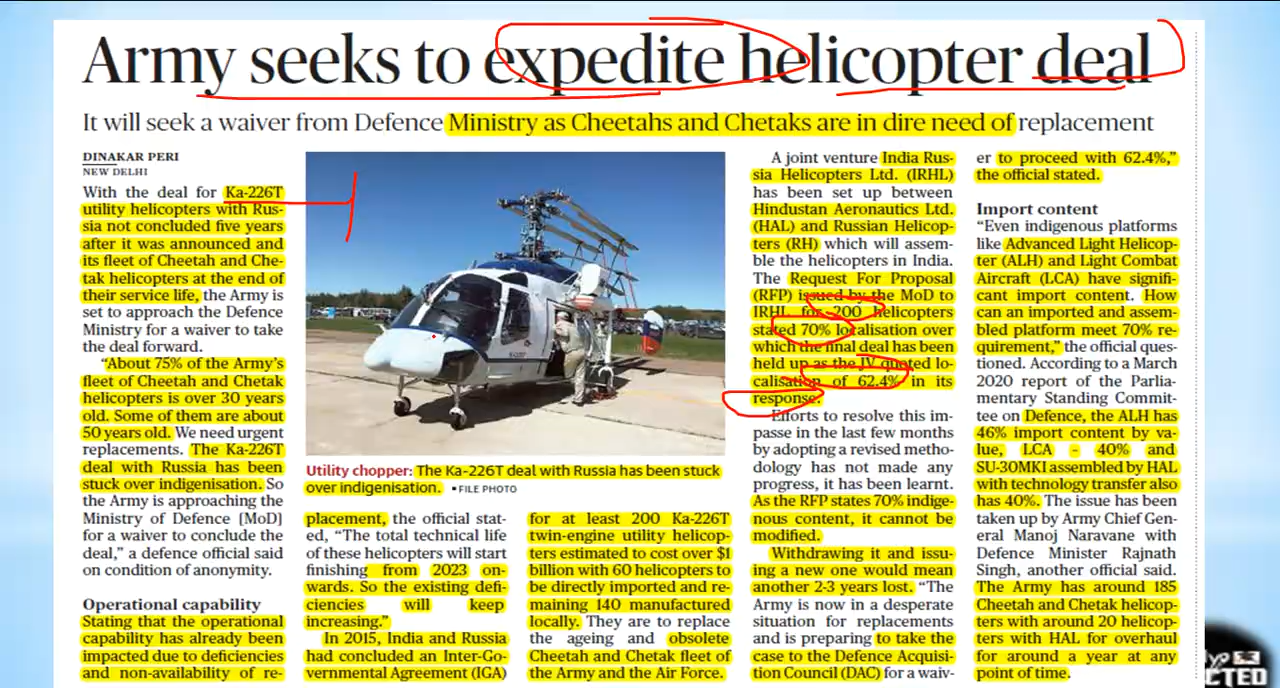 Army seeks to expedite helicopter deal
It will seek a waiver from Defence Ministry as Cheetahs and Chetaks are in dire need of replacement
DINAKAR PERI
NEW DELHI
With the deal for Ka-226T
utility helicopters with Rus-
sia not concluded five years
after it was announced and
its fleet of Cheetah and Che-
tak helicopters at the end of
their service life, the Army is
set to approach the Defence
Ministry for a waiver to take
the deal forward.
"About 75% of the Army's
fleet of Cheetah and Chetak
helicopters is over 30 years
old. Some of them are about
50 years old. We need urgent
replacements. The Ka-226T
deal with Russia has been
stuck over indigenisation. So
the Army is approaching the
Ministry of Defence [MoD]
for a waiver to conclude the
deal," a defence official said
on condition of anonymity.
Operational capability
Stating that the operational
capability has already been
impacted due to deficiencies
and non-availability of re-
Utility chopper: The Ka-226T deal with Russia has been stuck
over indigenisation. ▪FILE PHOTO
placement, the official stat-
ed, "The total technical life
of these helicopters will start
finishing from 2023 on-
wards. So the existing defi-
ciencies will keep
increasing."
In 2015, India and Russia
had concluded an Inter-Go-
vernmental Agreement (IGA)
for at least 200 Ka-226T
twin-engine utility helicop-
ters estimated to cost over $1
billion with 60 helicopters to
be directly imported and re-
maining 140 manufactured
locally. They are to replace
the ageing and obsolete
Cheetah and Chetak fleet of
the Army and the Air Force.
A joint venture India Rus-
sia Helicopters Ltd. (IRHL)
has been set up between
Hindustan Aeronautics Ltd.
(HAL) and Russian Helicop-
ters (RH) which will assem-
ble the helicopters in India.
The Request For Proposal
(RFP) issued by the MoD to
IRHL for 200 helicopters
stated 70% localisation over
which the final deal has been
held up as the JV quoted lo-
calisation of 62.4% in its
response.
Efforts to resolve this im-
passe in the last few months
by adopting a revised metho-
dology has not made any
progress, it has been learnt.
As the RFP states 70% indige-
nous content, it cannot be
modified.
Withdrawing it and issu-
ing a new one would mean
another 2-3 years lost. "The
Army is now in a desperate
situation for replacements
and is preparing to take the
case to the Defence Acquisi-
tion Council (DAC) for a waiv-
er to proceed with 62.4%,"
the official stated.
Import content
"Even indigenous platforms
like Advanced Light Helicop-
ter (ALH) and Light Combat
Aircraft (LCA) have signifi-
cant import content. How
can an imported and assem-
bled platform meet 70% re-
quirement," the official ques-
tioned. According to a March
2020 report of the Parlia-
mentary Standing Commit-
tee on Defence, the ALH has
46% import content by va-
lue, LCA - 40% and
SU-30MKI assembled by HAL
with technology transfer also
has 40%. The issue has been
taken up by Army Chief Gen-
eral Manoj Naravane with
Defence Minister Rajnath
Singh, another official said.
The Army has around 185
Cheetah and Chetak helicop-
ters with around 20 helicop-
ters with HAL for overhaul
for around a year at any
point of time.